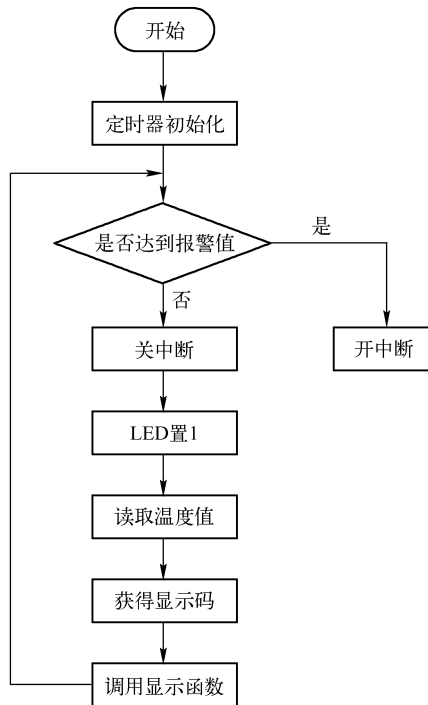 开始
定时器初始化
是否达到报警值
是
否
关中断
开中断
LED置1
读取温度值
获得显示码
调用显示函数